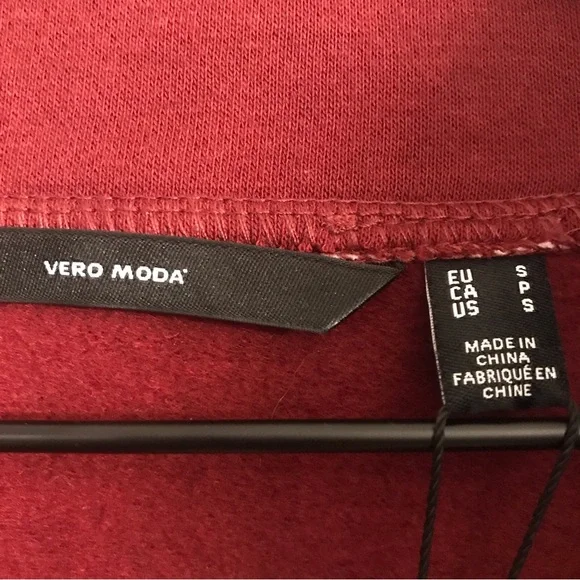 VERO MODA
EU S
CA P
US S
MADE IN
CHINA
FABRIQUÉ EN
CHINE